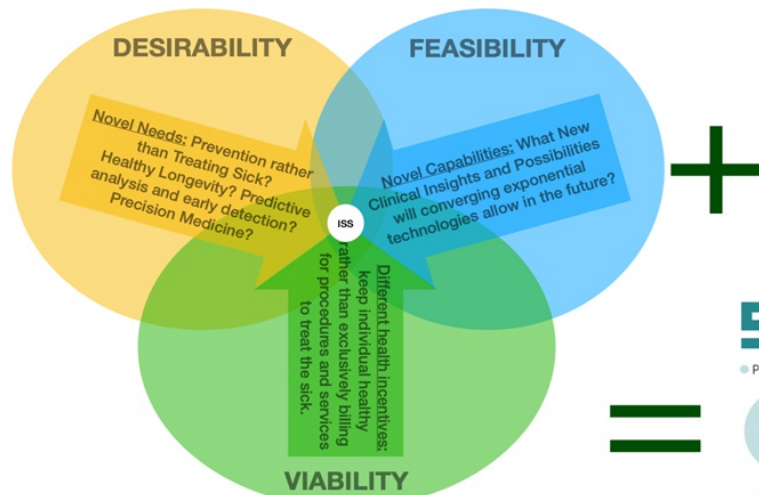 DESIRABILITY
FEASIBILITY
Novel Needs: Prevention rather
than Treating Sick?
Healthy Longevity? Predictive
analysis and early detection?
Precision Medicine?
Novel Capabilities: What New
Clinical Insights and Possibilities
will converging exponential
technologies allow in the future?
+
ISS
Different health incentives:
keep individual healthy
rather than exclusively billing
for procedures and services
to treat the sick.
P
=
VIABILITY